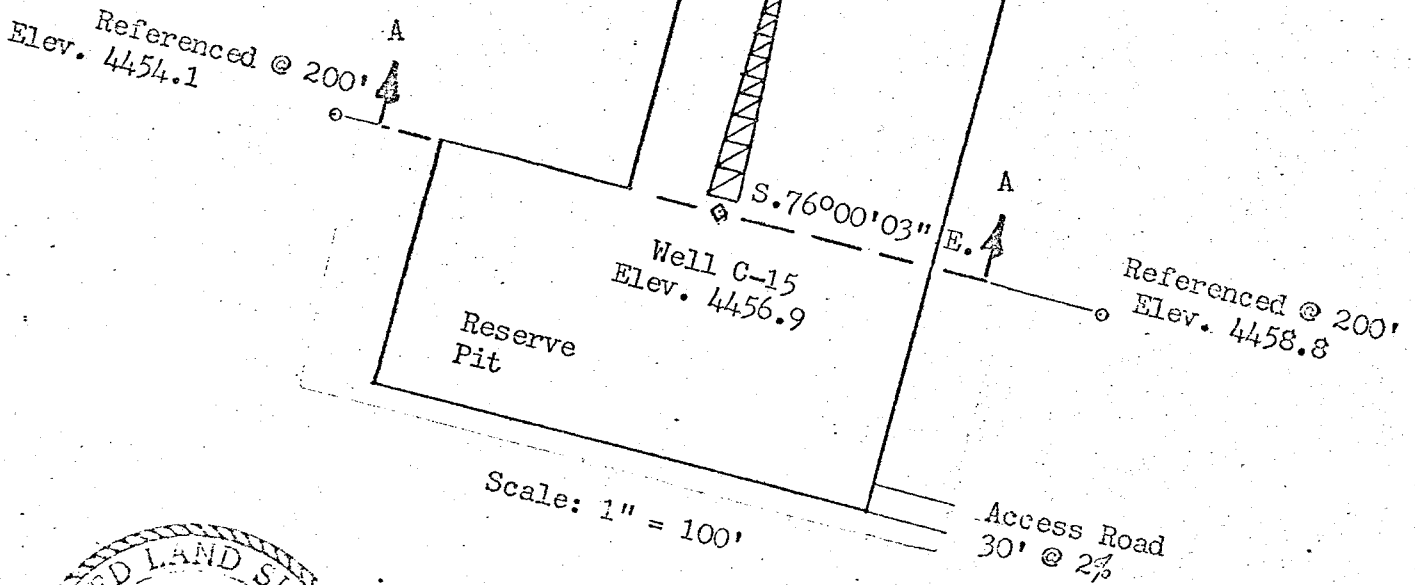 Referenced @ 200'
Elev. 4454.1
A
S.76°00'03" E.
A
Well C-15
Elev. 4456.9
Referenced @ 200'
Elev. 4458.8
Reserve
Pit
Scale: 1" = 100'
Access Road
30' @ 2%
LAND